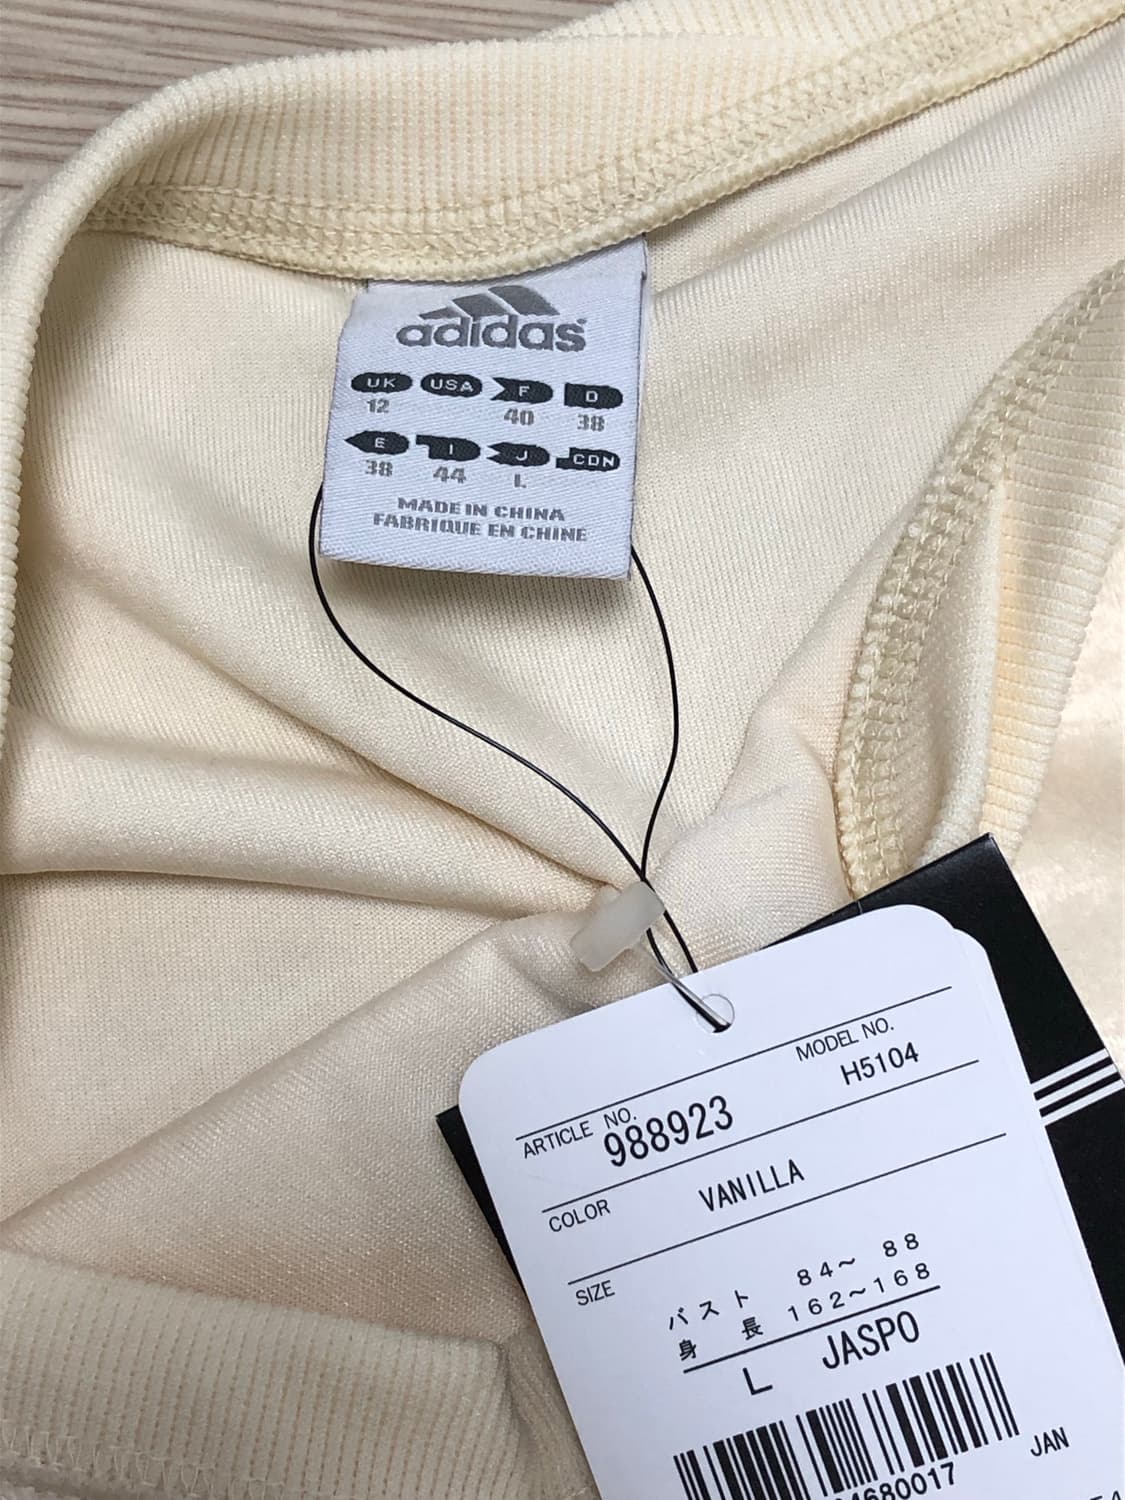 adidas
UK USA F D
12 40 38
E I J CDN
38 44 L
MADE IN CHINA
FABRIQUE EN CHINE
MODEL NO.
H5104
ARTICLE NO.
988923
COLOR VANILLA
SIZE
バスト 84～ 88
身長 162～168
L JASPO
JAN
4680017